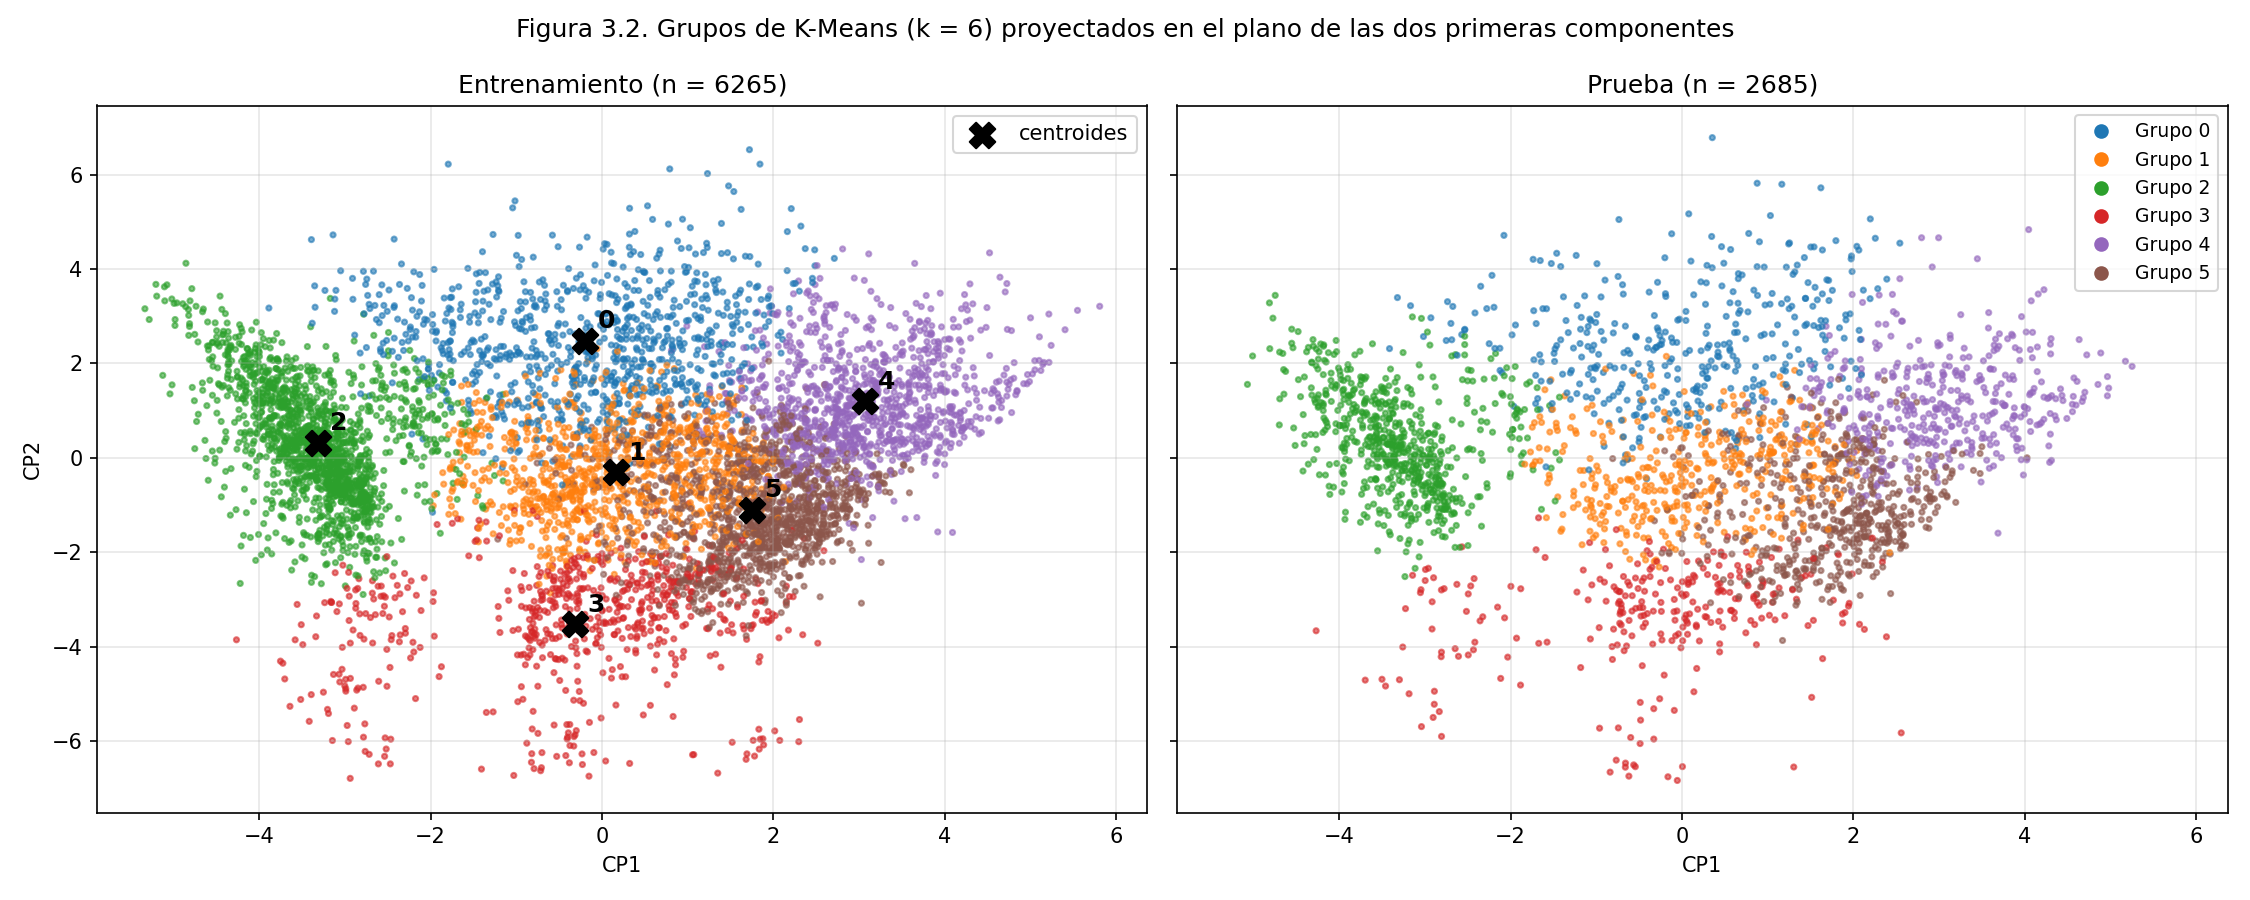 Figura 3.2. Grupos de K-Means (k = 6) proyectados en el plano de las dos primeras componentes
Entrenamiento (n = 6265)
centroides
CP2
6
4
2
0
−2
−4
−6
0
4
2
1
5
3
−4
−2
0
2
4
6
CP1
Prueba (n = 2685)
Grupo 0
Grupo 1
Grupo 2
Grupo 3
Grupo 4
Grupo 5
−4
−2
0
2
4
6
CP1